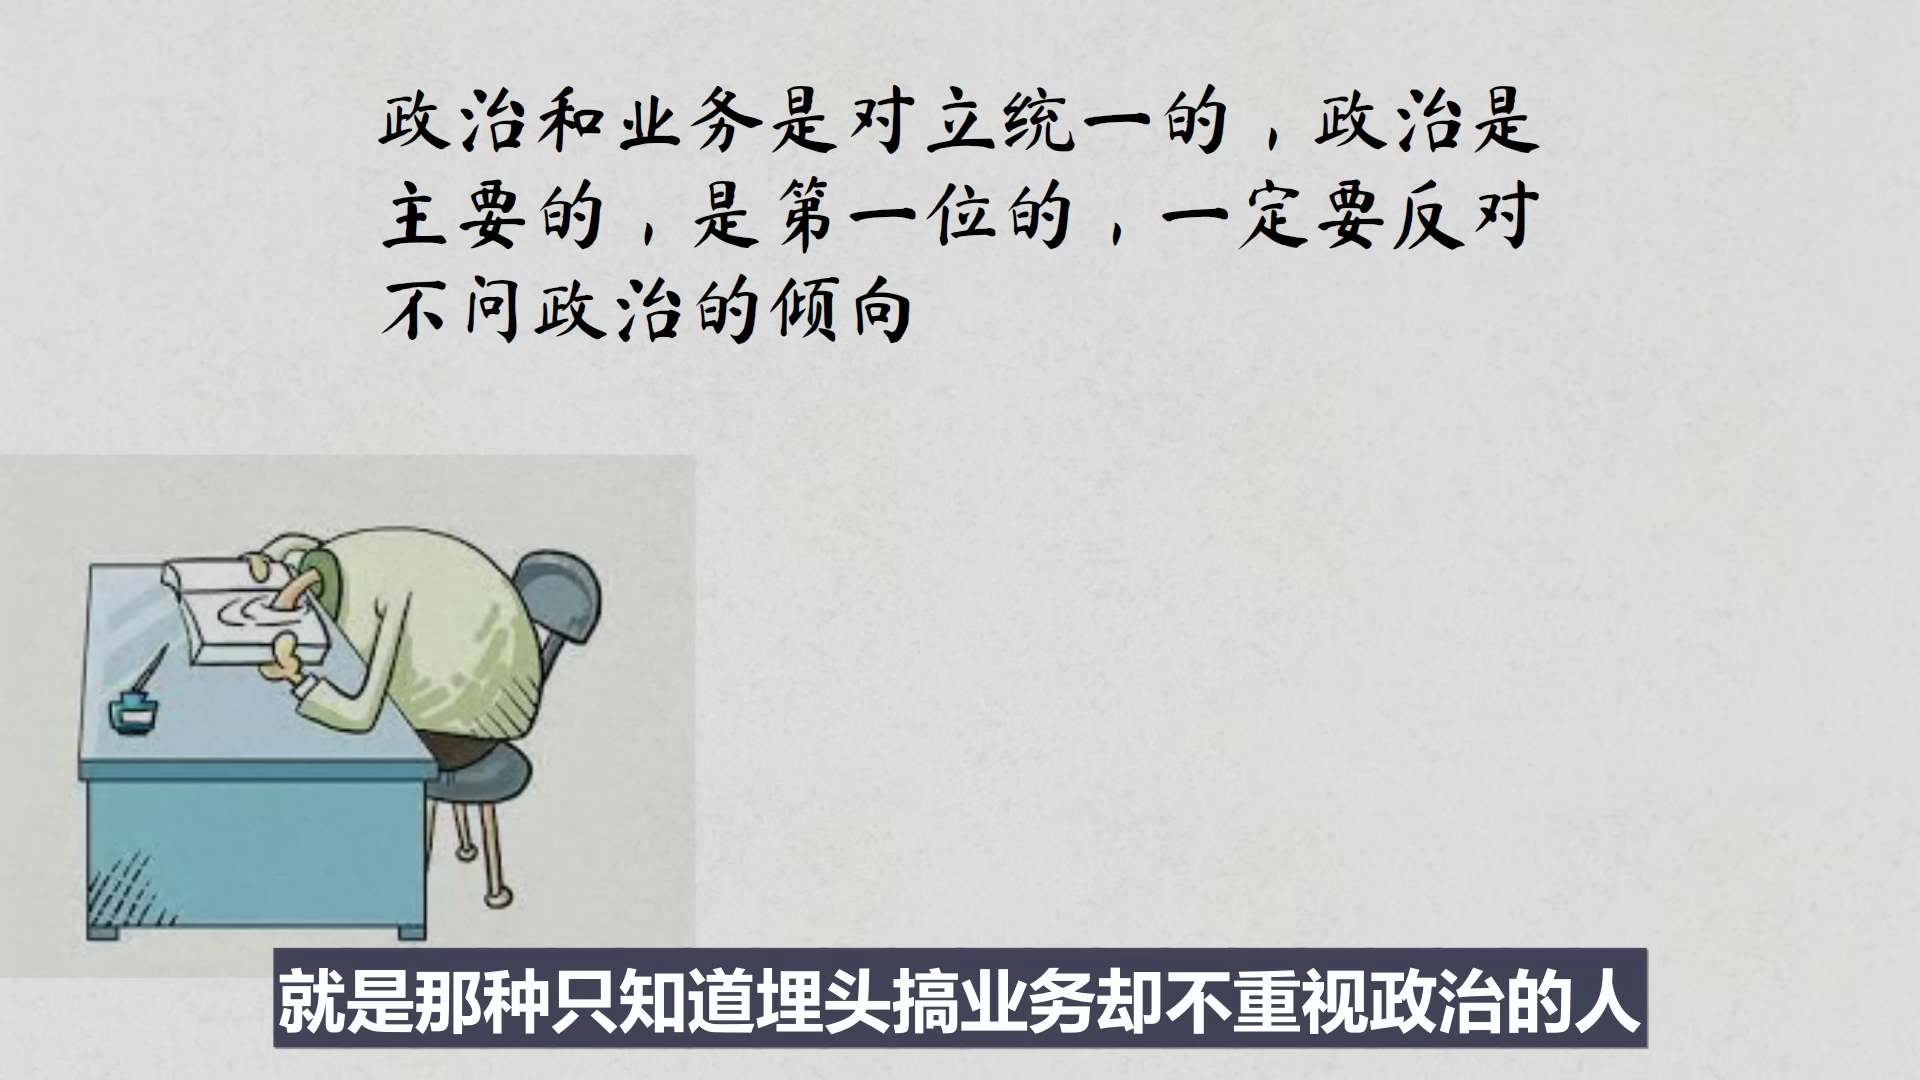 政治和业务是对立统一的，政治是
主要的，是第一位的，一定要反对
不问政治的倾向
就是那种只知道埋头搞业务却不重视政治的人